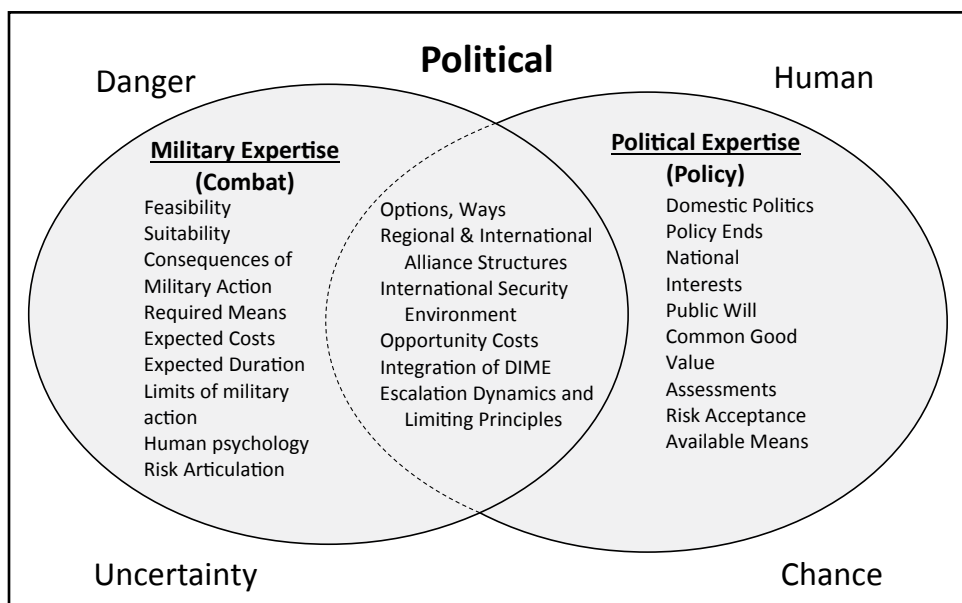 Political
Danger
Human
Military Expertise
(Combat)
Feasibility
Suitability
Consequences of
Military Action
Required Means
Expected Costs
Expected Duration
Limits of military
action
Human psychology
Risk Articulation
Options, Ways
Regional & International
Alliance Structures
International Security
Environment
Opportunity Costs
Integration of DIME
Escalation Dynamics and
Limiting Principles
Political Expertise
(Policy)
Domestic Politics
Policy Ends
National
Interests
Public Will
Common Good
Value
Assessments
Risk Acceptance
Available Means
Uncertainty
Chance